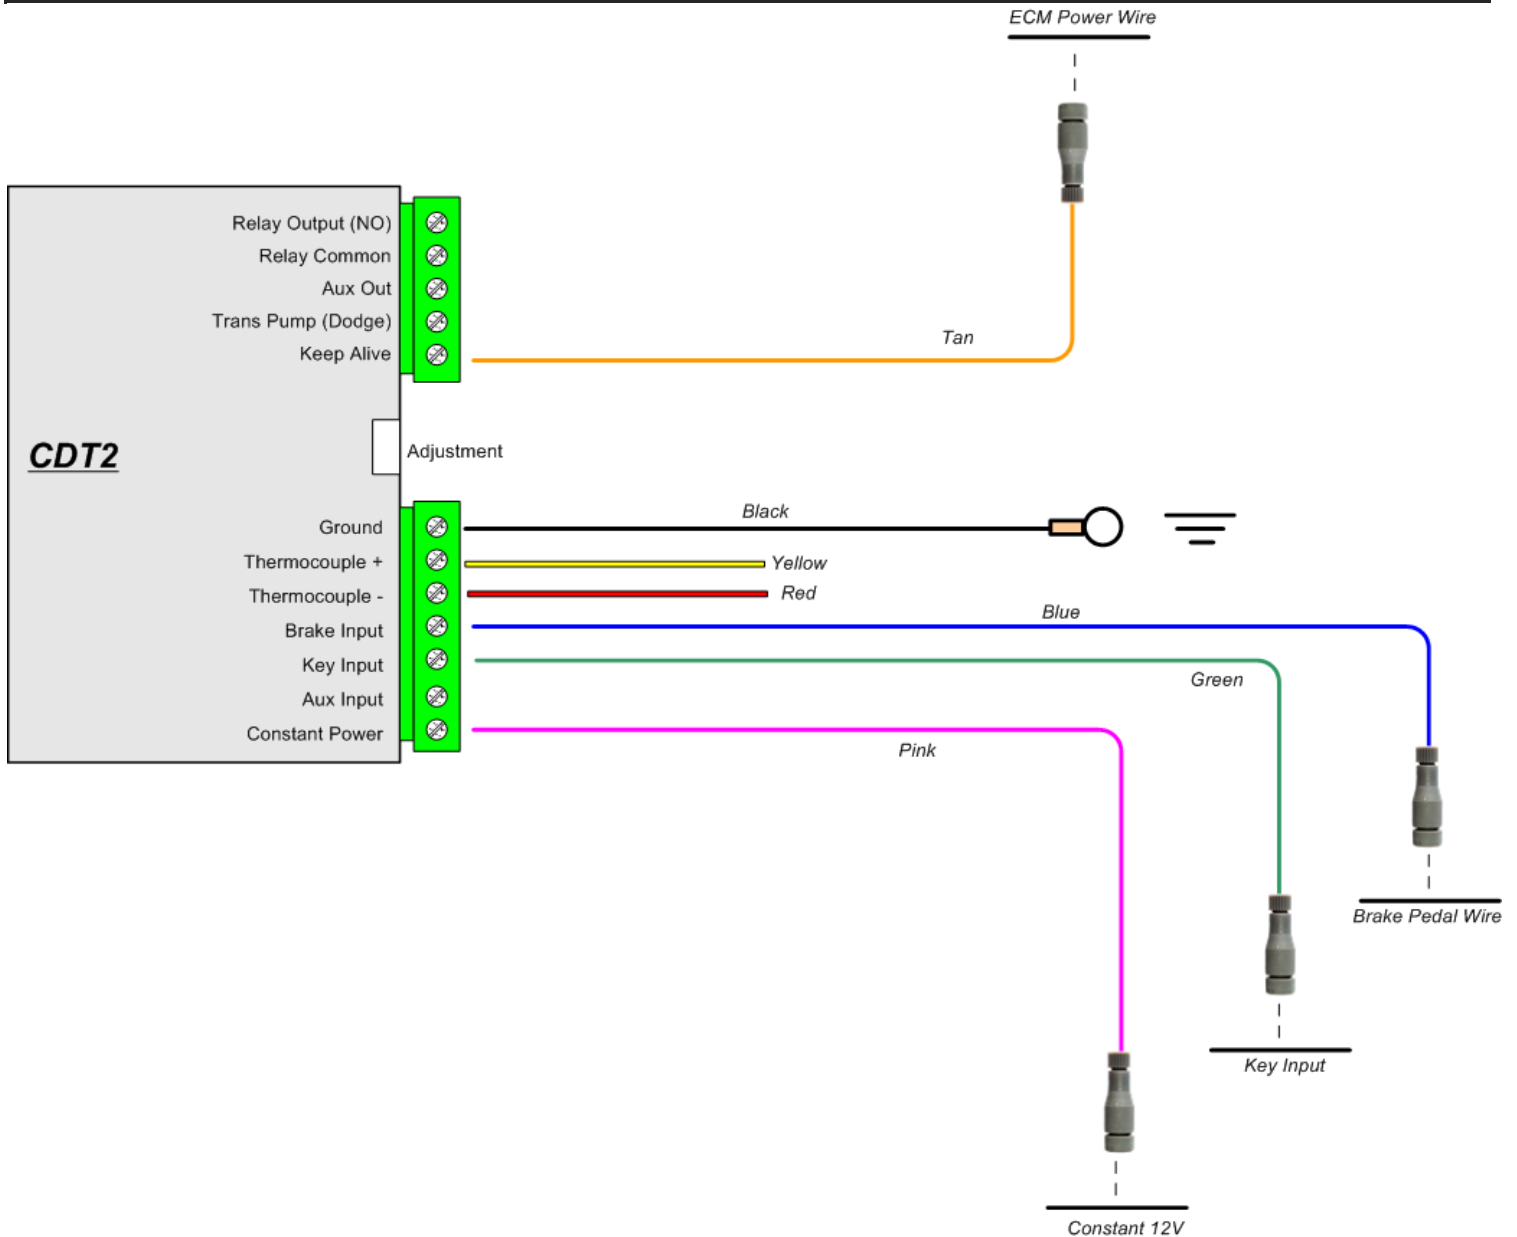 ECM Power Wire
Relay Output (NO)
Relay Common
Aux Out
Trans Pump (Dodge)
Keep Alive
Tan
CDT2
Adjustment
Ground
Black
Thermocouple +
Yellow
Thermocouple -
Red
Brake Input
Blue
Key Input
Green
Aux Input
Constant Power
Pink
Brake Pedal Wire
Key Input
Constant 12V